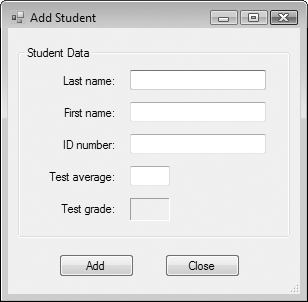 Add Student
Student Data
Last name:
First name:
ID number:
Test average:
Test grade:
Add
Close